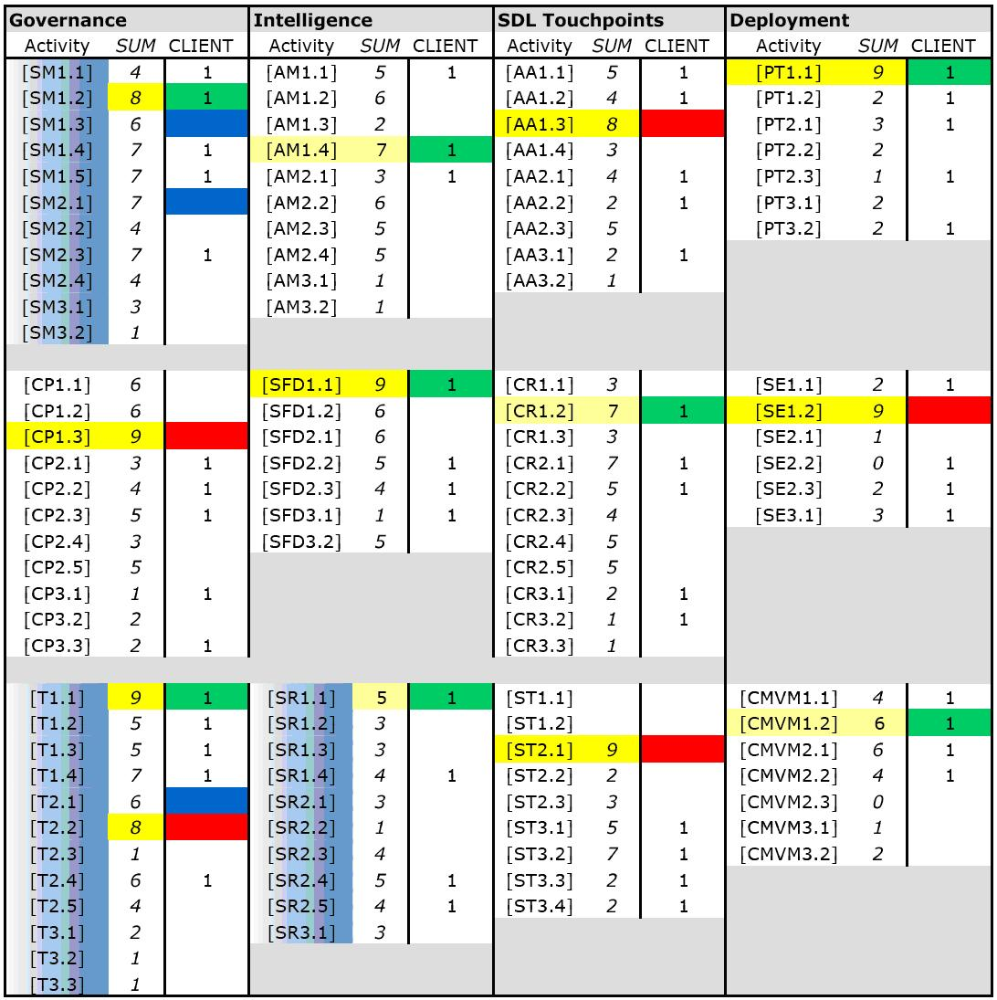 Governance Intelligence SDL Touchpoints Deployment
Activity SUM CLIENT Activity SUM CLIENT Activity SUM CLIENT Activity SUM CLIENT
[SM1.1] 4 1 [AM1.1] 5 1 [AA1.1] 5 1 [PT1.1] 9 1
[SM1.2] 8 1 [AM1.2] 6 [AA1.2] 4 1 [PT1.2] 2 1
[SM1.3] 6 [AM1.3] 2 [AA1.3] 8 [PT2.1] 3 1
[SM1.4] 7 1 [AM1.4] 7 1 [AA1.4] 3 [PT2.2] 2
[SM1.5] 7 1 [AM2.1] 3 1 [AA2.1] 4 1 [PT2.3] 1 1
[SM2.1] 7 [AM2.2] 6 [AA2.2] 2 1 [PT3.1] 2
[SM2.2] 4 [AM2.3] 5 [AA2.3] 5 [PT3.2] 2 1
[SM2.3] 7 1 [AM2.4] 5 [AA3.1] 2 1
[SM2.4] 4 [AM3.1] 1 [AA3.2] 1
[SM3.1] 3 [AM3.2] 1
[SM3.2] 1
[CP1.1] 6 [SFD1.1] 9 1 [CR1.1] 3 [SE1.1] 2 1
[CP1.2] 6 [SFD1.2] 6 [CR1.2] 7 1 [SE1.2] 9
[CP1.3] 9 [SFD2.1] 6 [CR1.3] 3 [SE2.1] 1
[CP2.1] 3 1 [SFD2.2] 5 1 [CR2.1] 7 1 [SE2.2] 0 1
[CP2.2] 4 1 [SFD2.3] 4 1 [CR2.2] 5 1 [SE2.3] 2 1
[CP2.3] 5 1 [SFD3.1] 1 1 [CR2.3] 4 [SE3.1] 3 1
[CP2.4] 3 [SFD3.2] 5 [CR2.4] 5
[CP2.5] 5 [CR2.5] 5
[CP3.1] 1 1 [CR3.1] 2 1
[CP3.2] 2 [CR3.2] 1 1
[CP3.3] 2 1 [CR3.3] 1
[T1.1] 9 1 [SR1.1] 5 1 [ST1.1] [CMVM1.1] 4 1
[T1.2] 5 1 [SR1.2] 3 [ST1.2] [CMVM1.2] 6 1
[T1.3] 5 1 [SR1.3] 3 [ST2.1] 9 [CMVM2.1] 6 1
[T1.4] 7 1 [SR1.4] 4 1 [ST2.2] 2 [CMVM2.2] 4 1
[T2.1] 6 [SR2.1] 3 [ST2.3] 3 [CMVM2.3] 0
[T2.2] 8 [SR2.2] 1 [ST3.1] 5 1 [CMVM3.1] 1
[T2.3] 1 [SR2.3] 4 [ST3.2] 7 1 [CMVM3.2] 2
[T2.4] 6 1 [SR2.4] 5 1 [ST3.3] 2 1
[T2.5] 4 [SR2.5] 4 1 [ST3.4] 2 1
[T3.1] 2 [SR3.1] 3
[T3.2] 1
[T3.3] 1